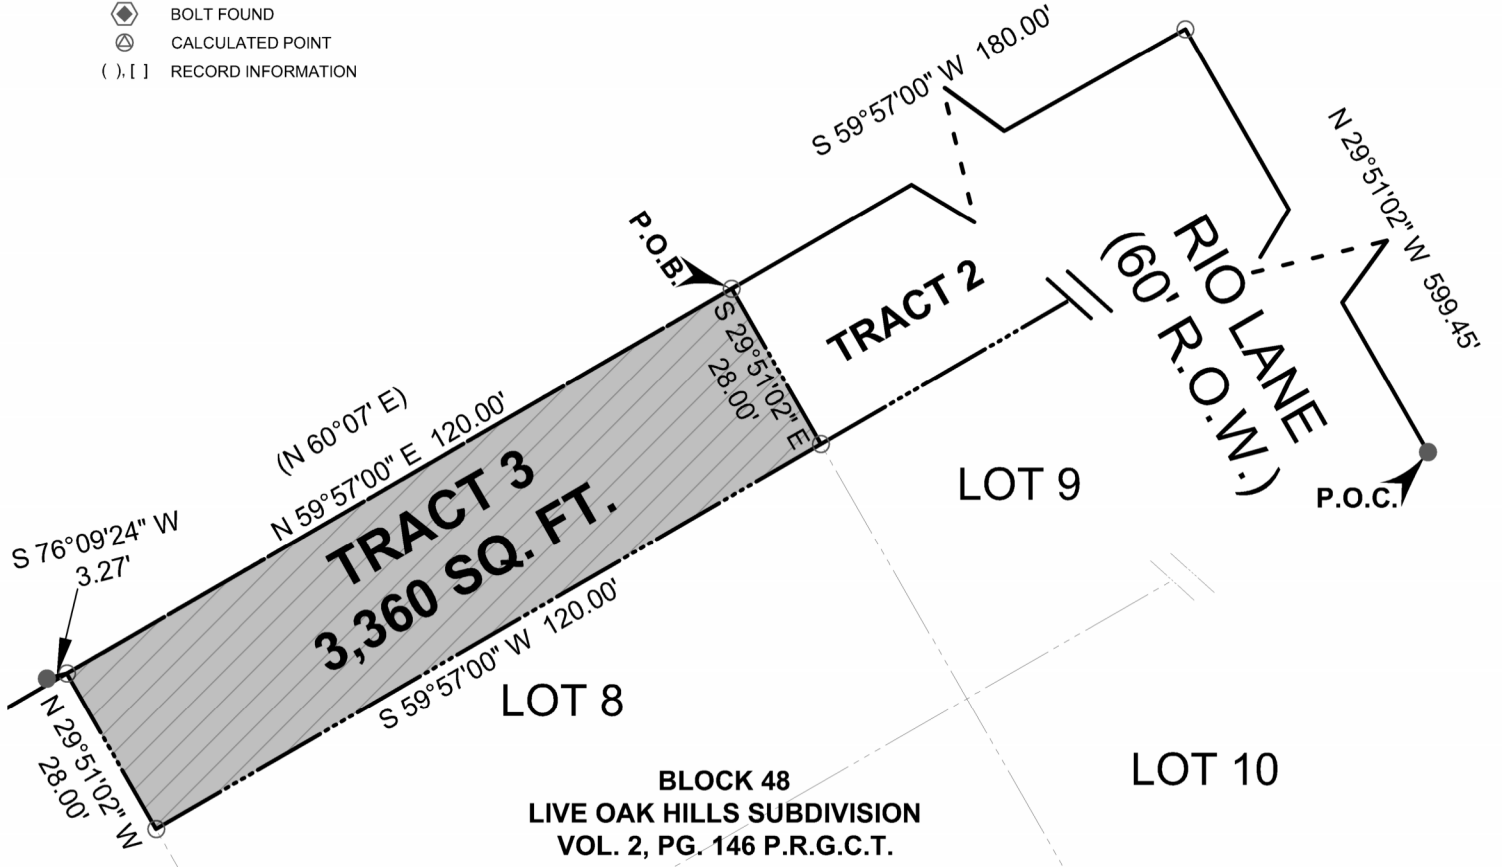 BOLT FOUND
CALCULATED POINT
( ), [ ] RECORD INFORMATION
S 59°57'00" W 180.00'
N 29°51'02" W 599.45'
P.O.B.
RIO LANE
(60' R.O.W.)
TRACT 2
S 29°51'02" E
28.00'
(N 60°07' E)
N 59°57'00" E 120.00'
TRACT 3
3,360 SQ. FT.
LOT 9
P.O.C.
S 76°09'24" W
3.27'
S 59°57'00" W 120.00'
LOT 8
N 29°51'02" W
28.00'
LOT 10
BLOCK 48
LIVE OAK HILLS SUBDIVISION
VOL. 2, PG. 146 P.R.G.C.T.